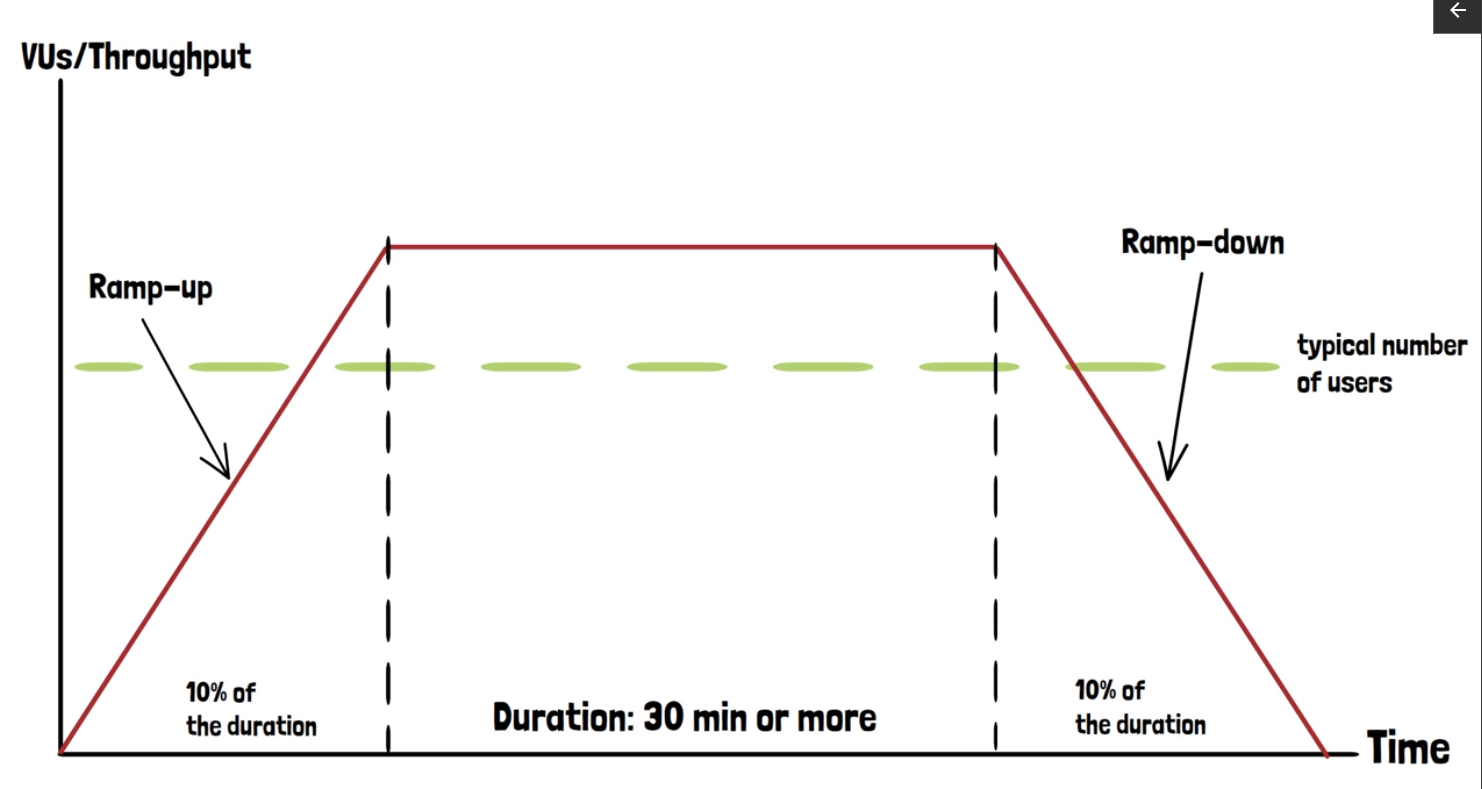 VUs/Throughput
Ramp-down
Ramp-up
typical number
of users
10% of
the duration
Duration: 30 min or more
10% of
the duration
Time